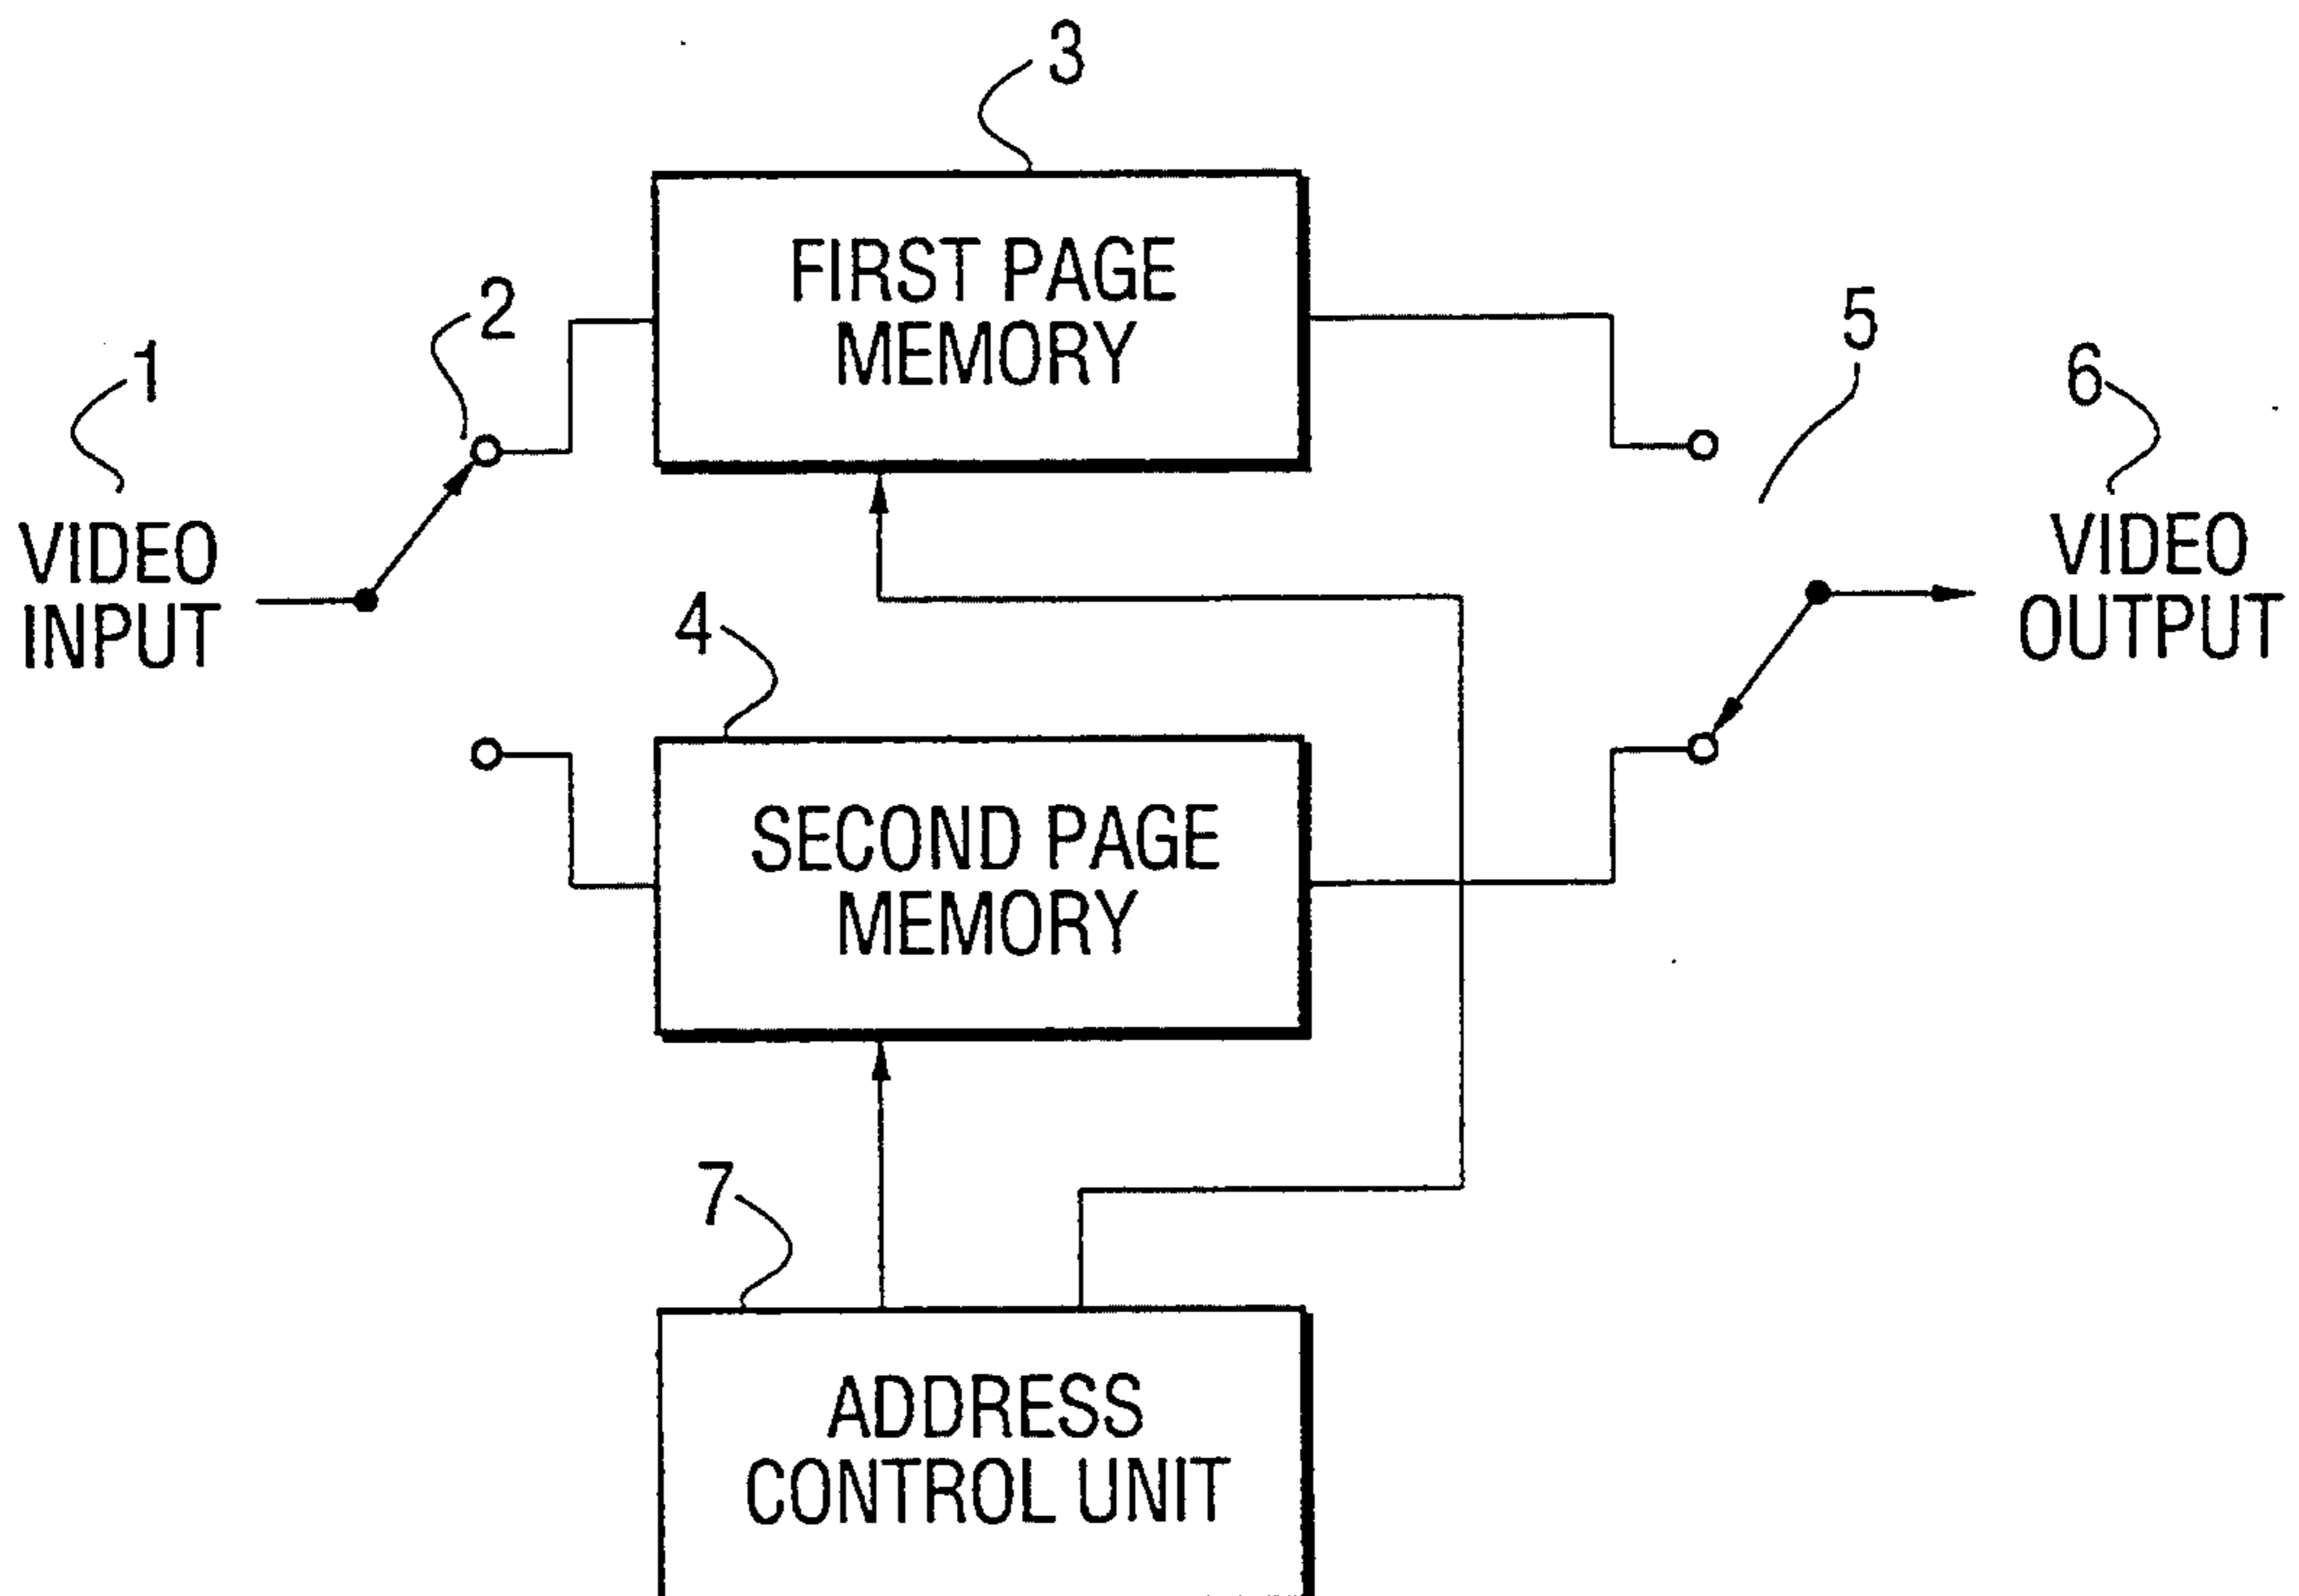 3
FIRST PAGE
MEMORY
2
1
5
6
VIDEO
INPUT
VIDEO
OUTPUT
4
SECOND PAGE
MEMORY
7
ADDRESS
CONTROL UNIT